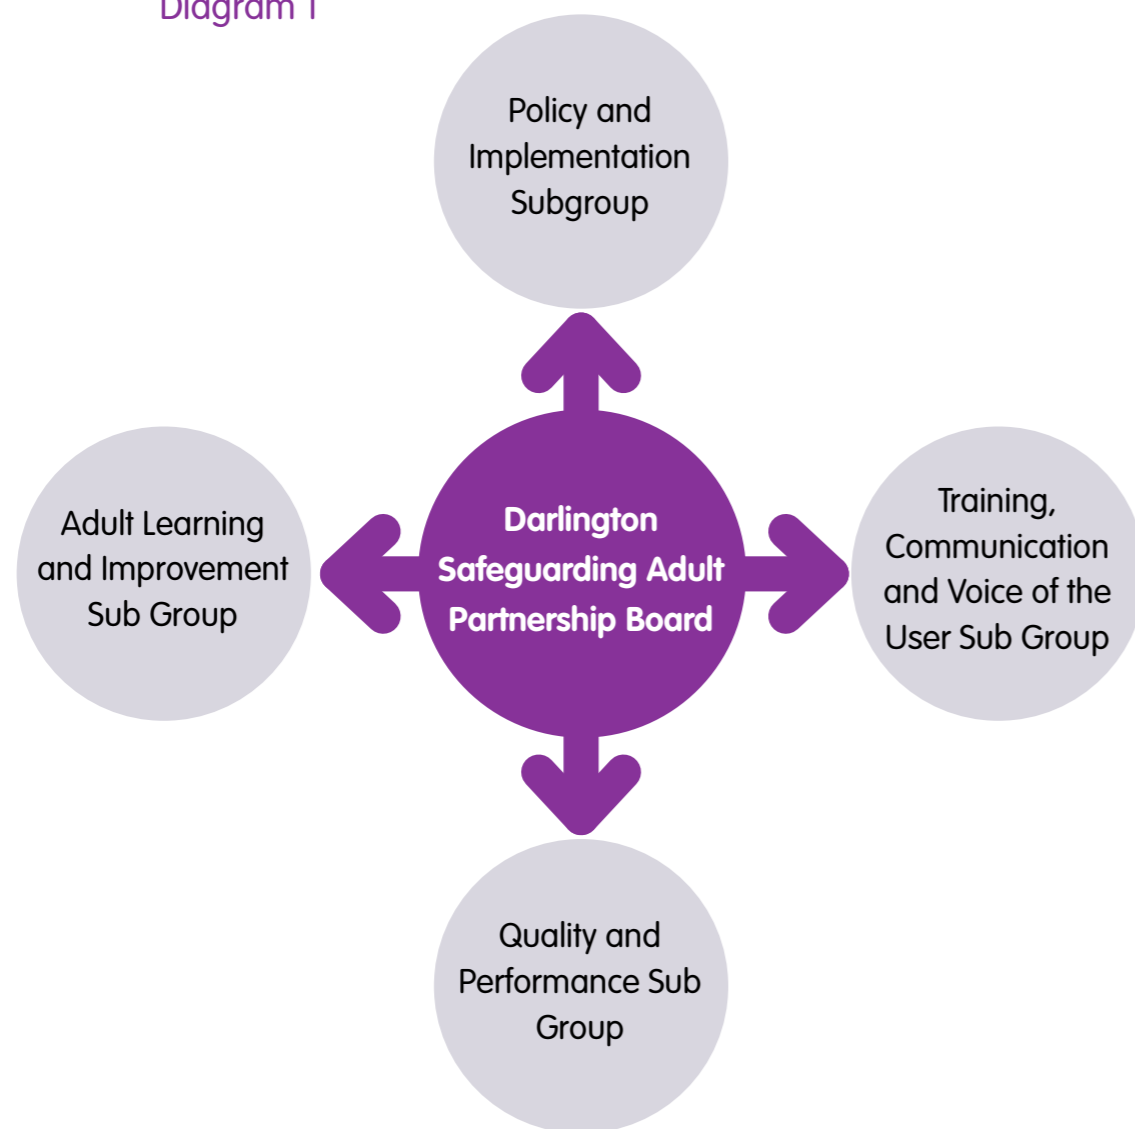 Diagram 1
Policy and
Implementation
Subgroup
Adult Learning
and Improvement
Sub Group
Darlington
Safeguarding Adult
Partnership Board
Training,
Communication
and Voice of the
User Sub Group
Quality and
Performance Sub
Group